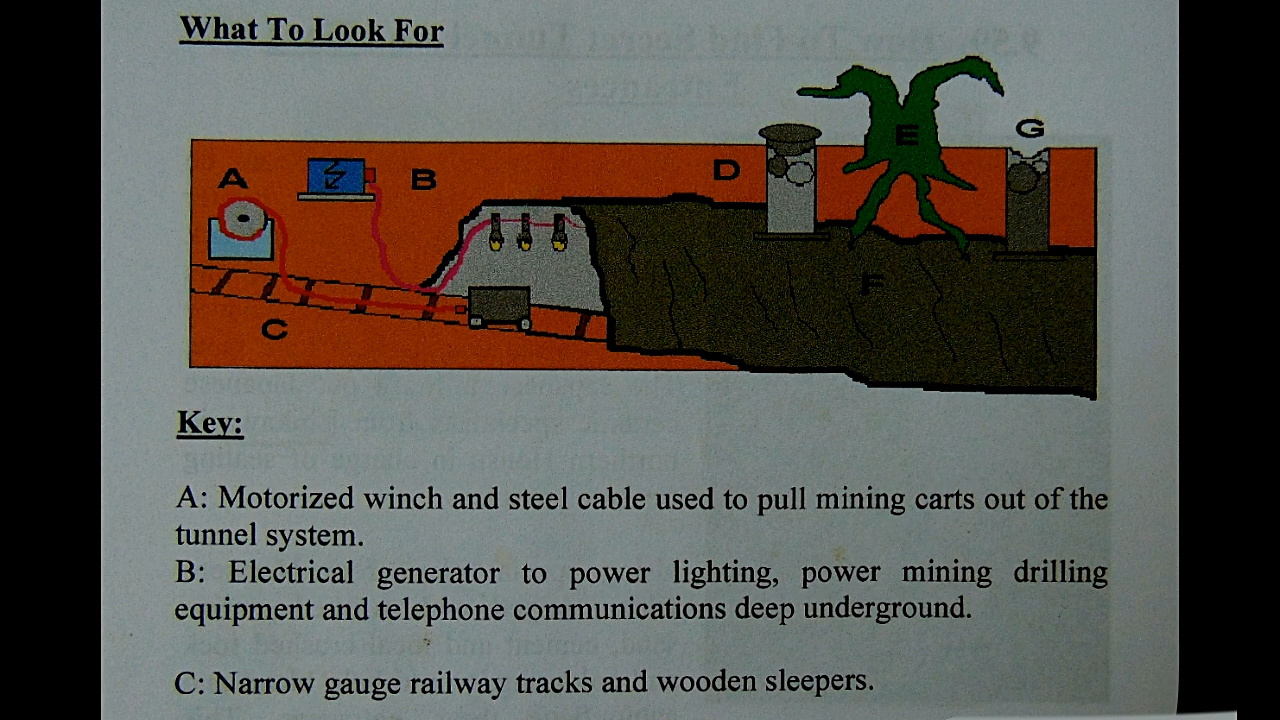 What To Look For
A
B
C
D
E
F
G
Key:
A: Motorized winch and steel cable used to pull mining carts out of the
tunnel system.
B: Electrical generator to power lighting, power mining drilling
equipment and telephone communications deep underground.
C: Narrow gauge railway tracks and wooden sleepers.